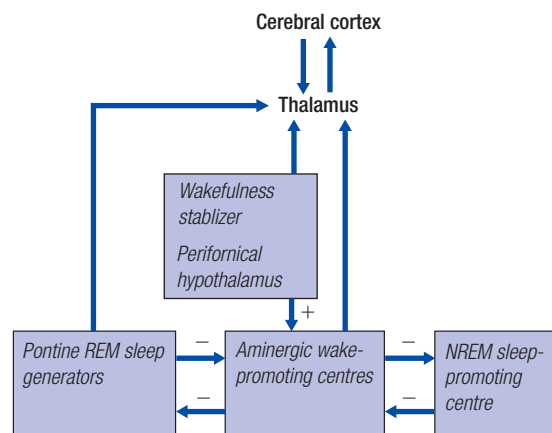 Cerebral cortex
Thalamus
Wakefulness
stablizer
Perifornical
hypothalamus
+
Pontine REM sleep
generators
–
–
Aminergic wake-
promoting centres
–
–
NREM sleep-
promoting
centre